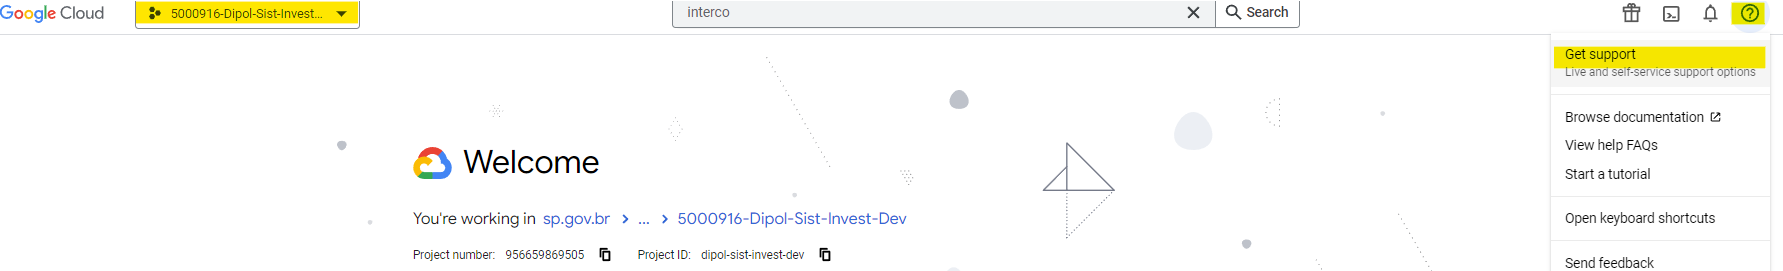 Google Cloud
5000916-Dipol-Sist-Invest...
interco
Search
Get support
Live and self-service support options
Browse documentation
View help FAQs
Start a tutorial
Open keyboard shortcuts
Send feedback
Welcome
You're working in sp.gov.br > ... > 5000916-Dipol-Sist-Invest-Dev
Project number: 956659869505 Project ID: dipol-sist-invest-dev